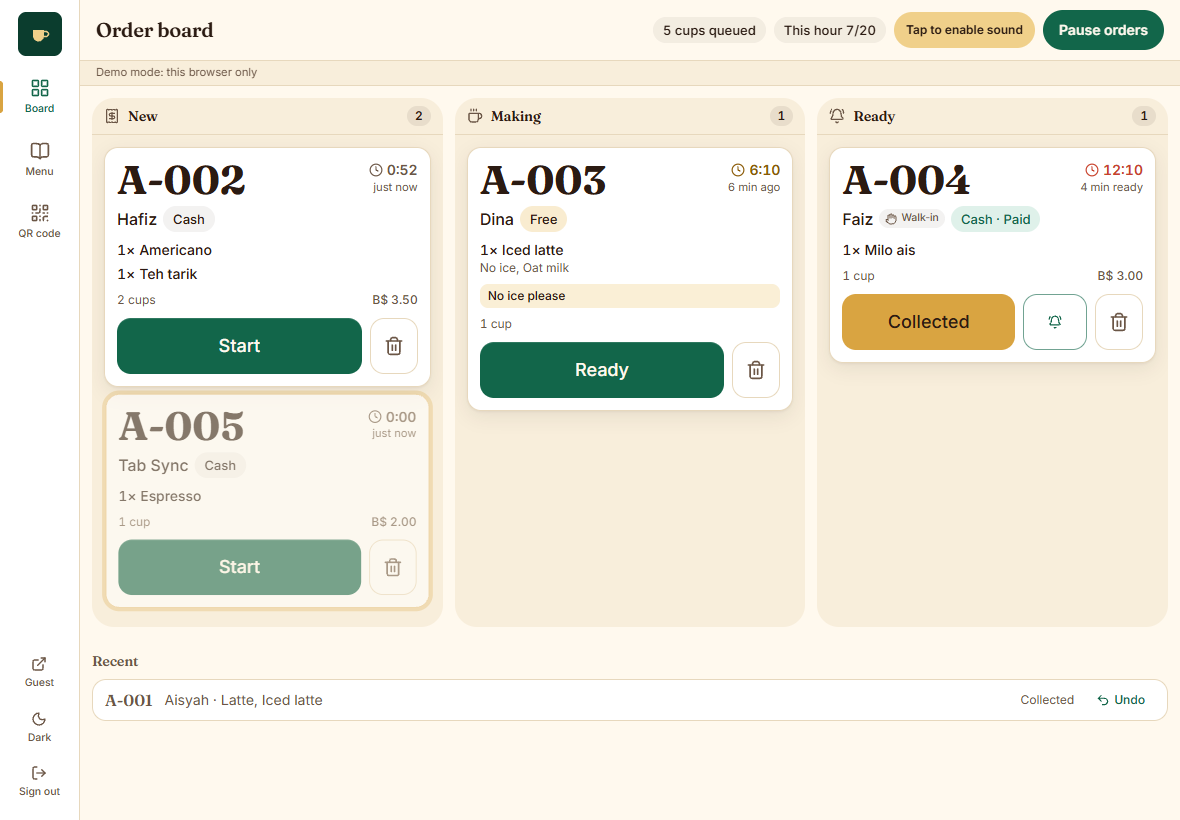 Order board
5 cups queued
This hour 7/20
Tap to enable sound
Pause orders
Demo mode: this browser only
Board
Menu
QR code
Guest
Dark
Sign out
New
2
A-002
0:52
just now
Hafiz
Cash
1× Americano
1× Teh tarik
2 cups
B$ 3.50
Start
A-005
0:00
just now
Tab Sync
Cash
1× Espresso
1 cup
B$ 2.00
Start
Making
1
A-003
6:10
6 min ago
Dina
Free
1× Iced latte
No ice, Oat milk
No ice please
1 cup
Ready
Ready
1
A-004
12:10
4 min ready
Faiz
Walk-in
Cash · Paid
1× Milo ais
1 cup
B$ 3.00
Collected
Recent
A-001
Aisyah · Latte, Iced latte
Collected
Undo